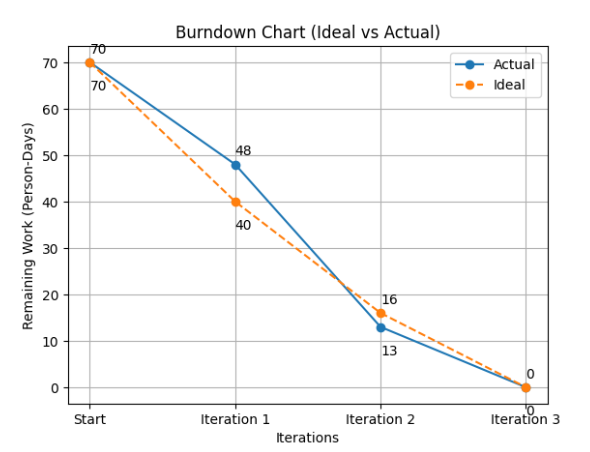 Burndown Chart (Ideal vs Actual)
70
70
Actual
Ideal
70
60
50
40
30
20
10
0
Remaining Work (Person-Days)
48
40
16
13
0
0
Start
Iteration 1
Iteration 2
Iteration 3
Iterations